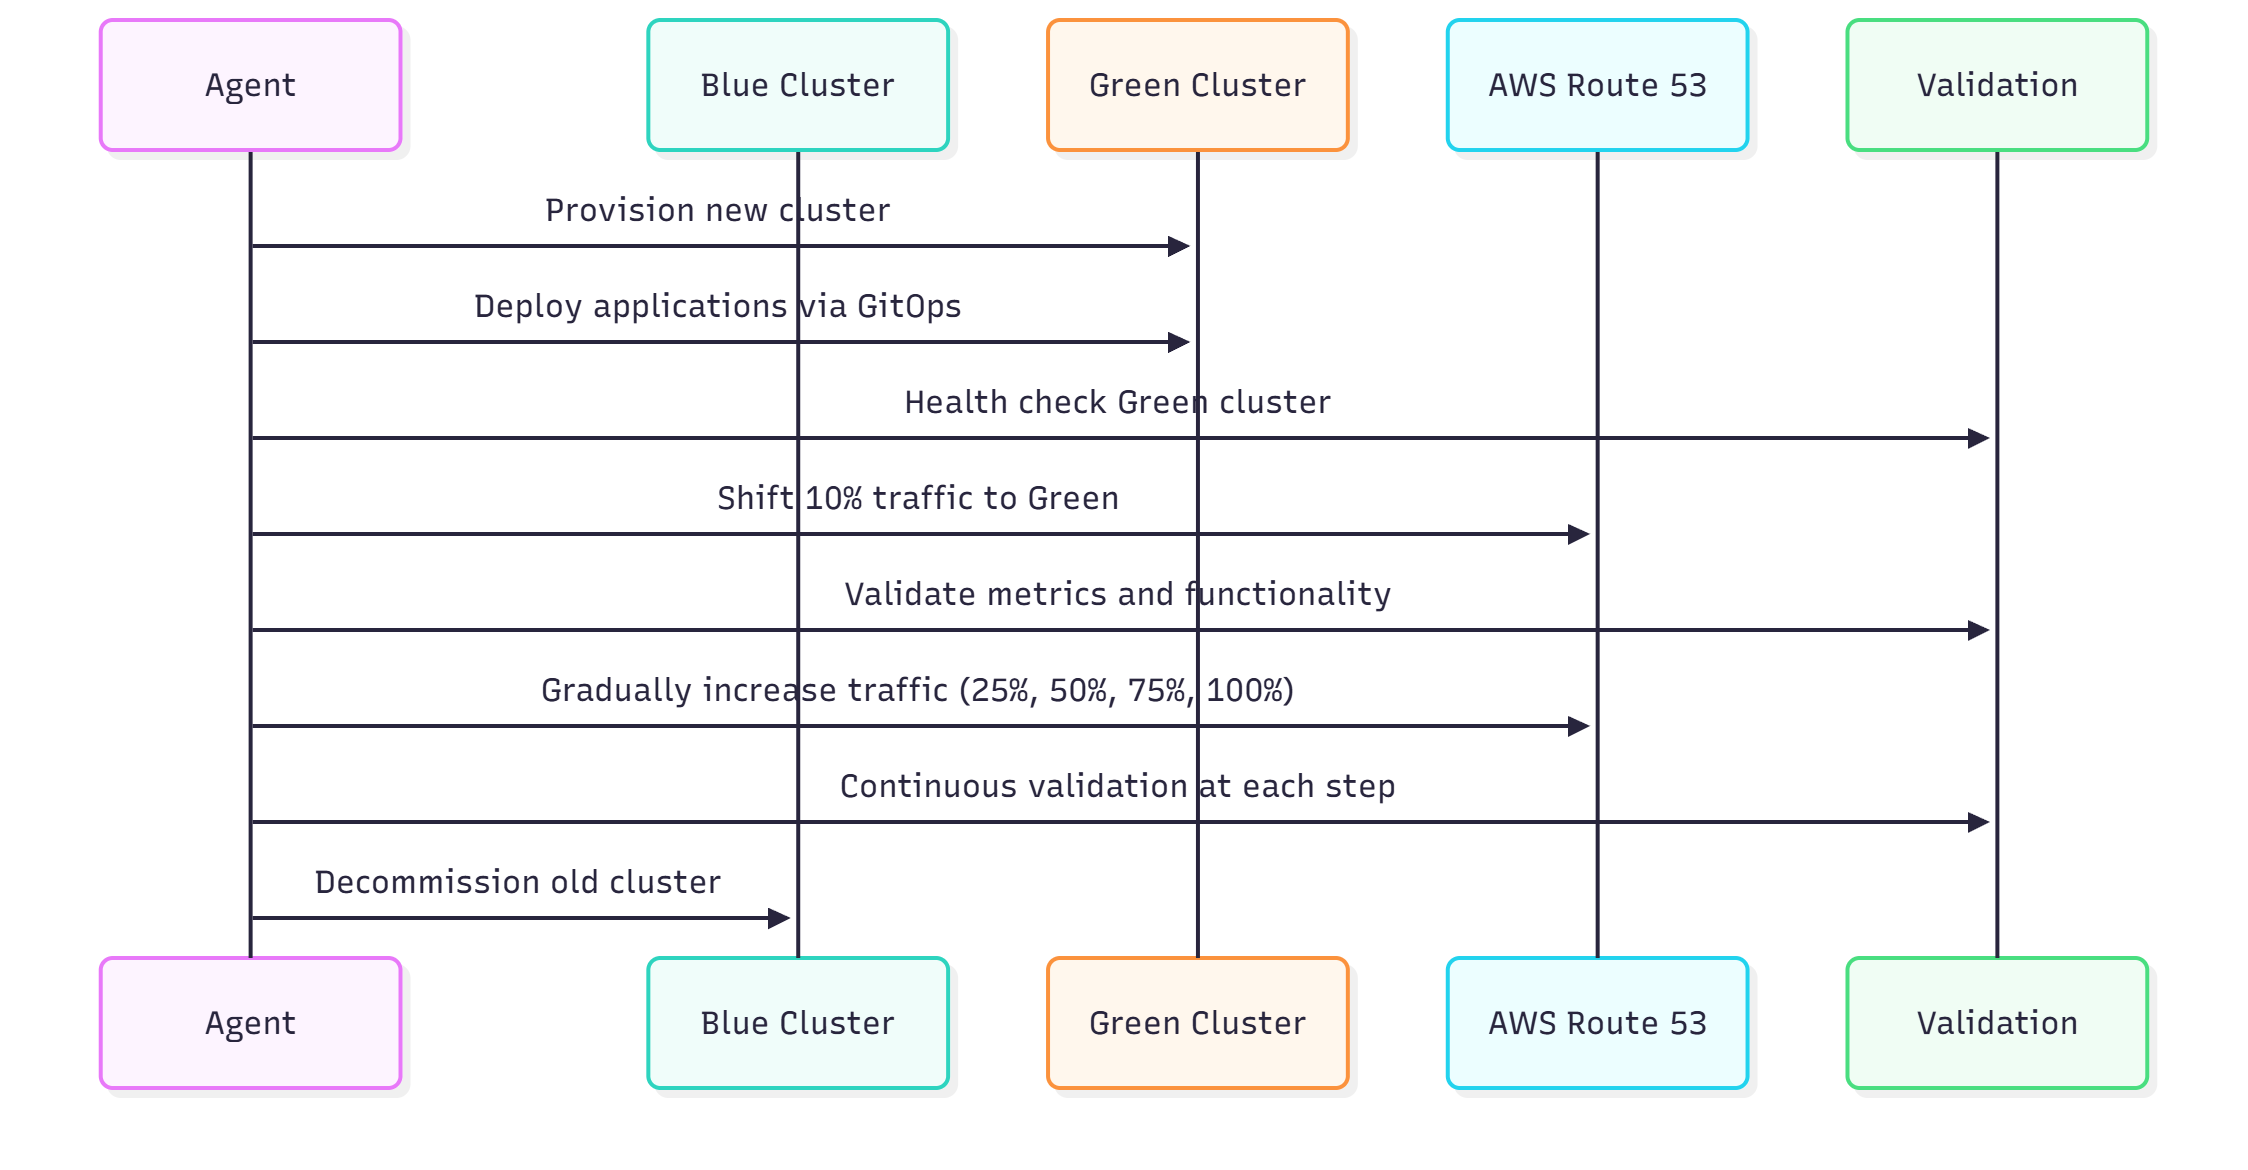 Agent
Blue Cluster
Green Cluster
AWS Route 53
Validation
Provision new cluster
Deploy applications via GitOps
Health check Green cluster
Shift 10% traffic to Green
Validate metrics and functionality
Gradually increase traffic (25%, 50%, 75%, 100%)
Continuous validation at each step
Decommission old cluster
Agent
Blue Cluster
Green Cluster
AWS Route 53
Validation